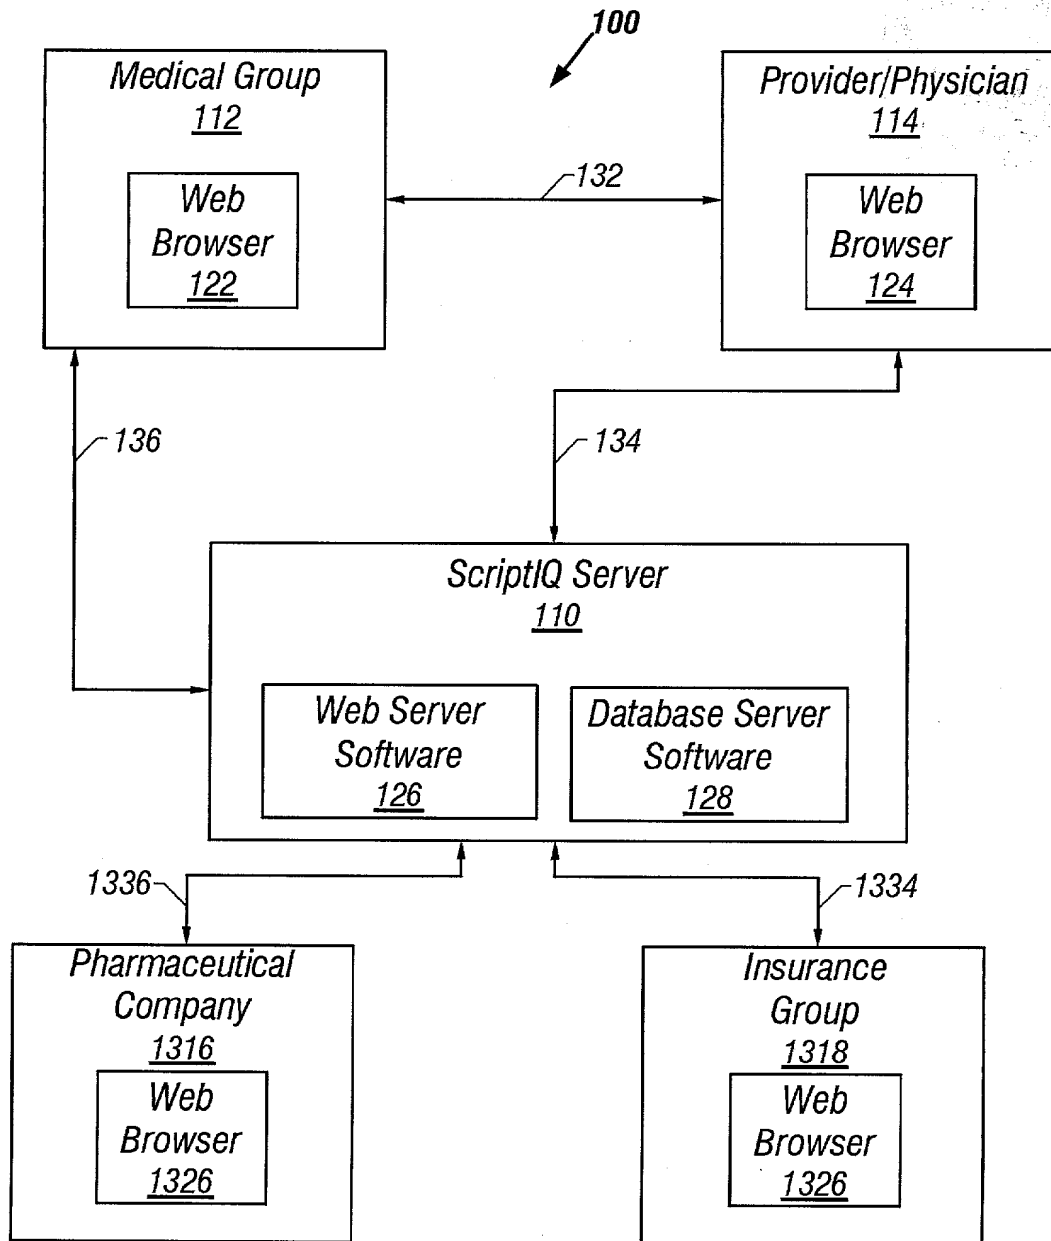 100
Medical Group
112
Web
Browser
122
Provider/Physician
114
Web
Browser
124
132
136
134
ScriptIQ Server
110
Web Server
Software
126
Database Server
Software
128
1336
1334
Pharmaceutical
Company
1316
Web
Browser
1326
Insurance
Group
1318
Web
Browser
1326